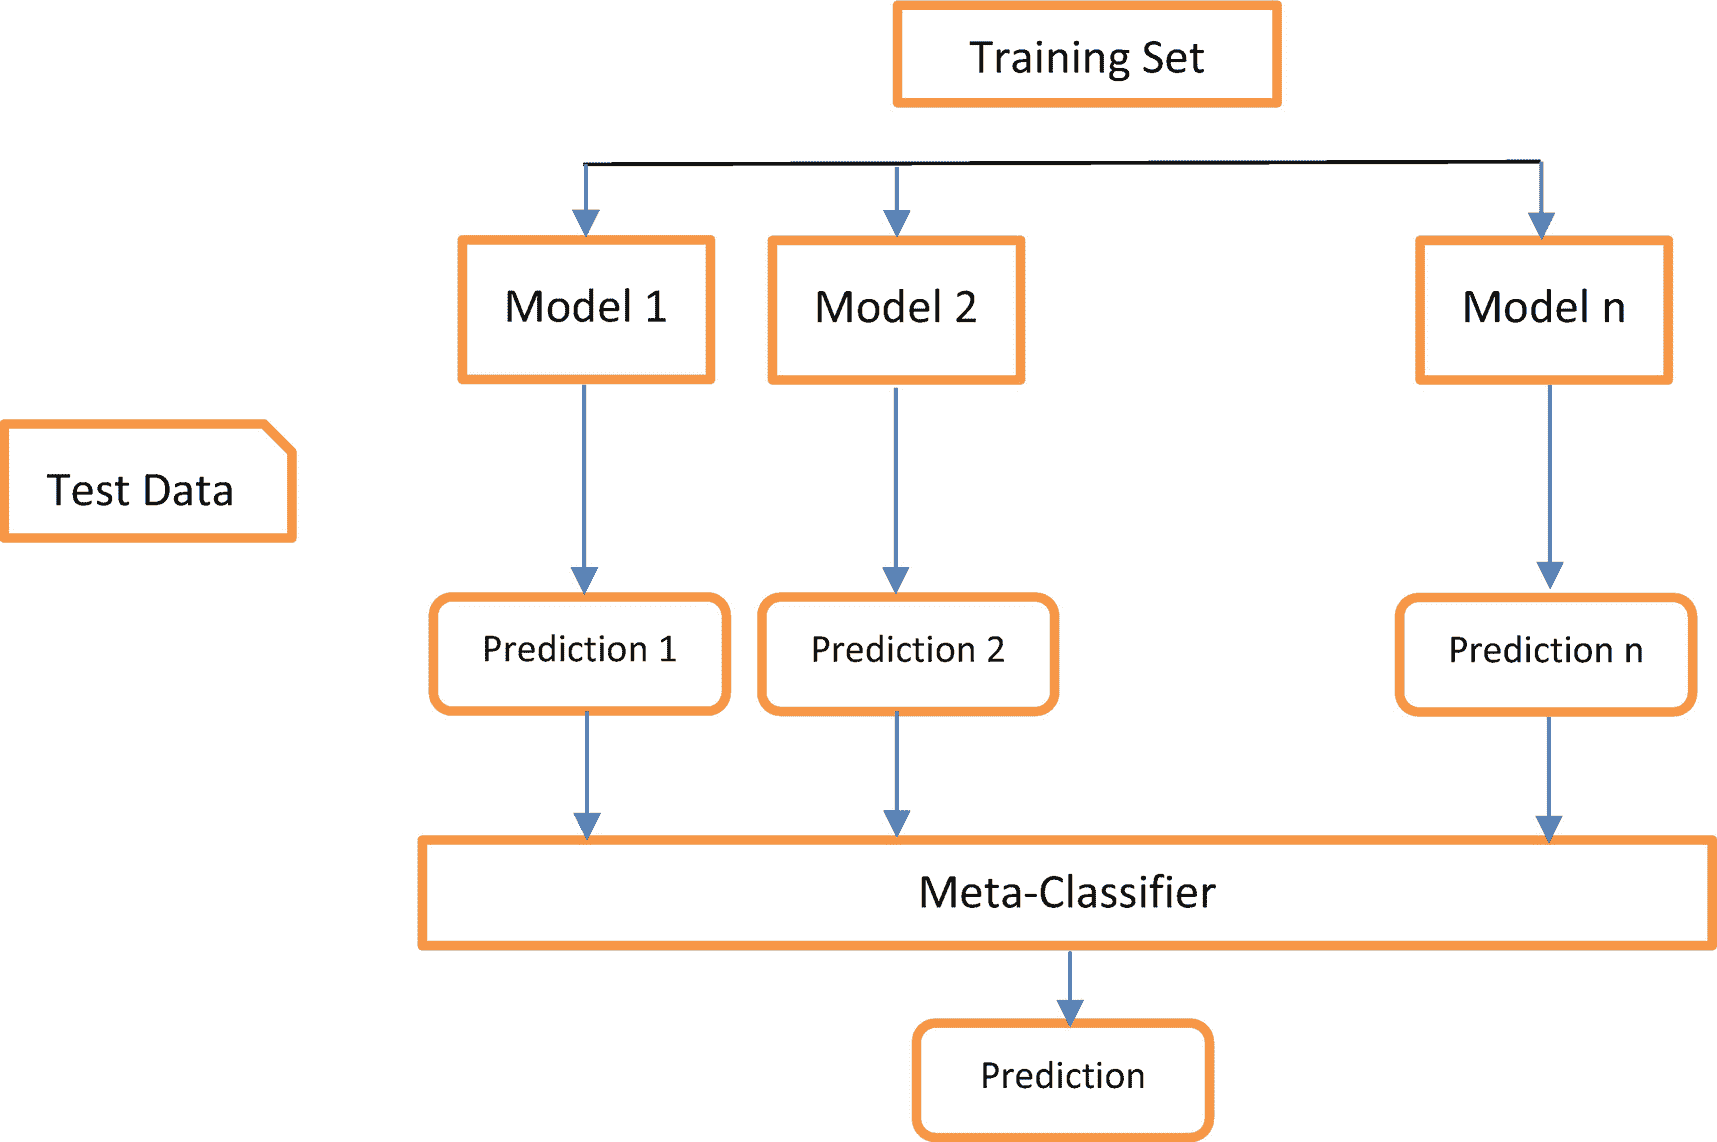 Training Set
Model 1
Model 2
Model n
Test Data
Prediction 1
Prediction 2
Prediction n
Meta-Classifier
Prediction